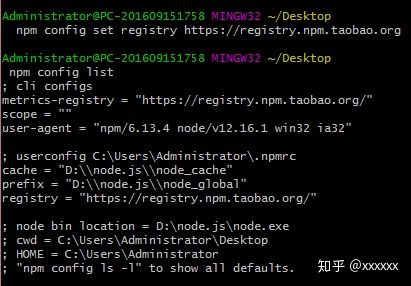 Administrator@PC-201609151758 MINGW32 ~/Desktop
npm config set registry https://registry.npm.taobao.org
Administrator@PC-201609151758 MINGW32 ~/Desktop
npm config list
; cli configs
metrics-registry = "https://registry.npm.taobao.org/"
scope = ""
user-agent = "npm/6.13.4 node/v12.16.1 win32 ia32"
; userconfig C:\Users\Administrator\.npmrc
cache = "D:\\node.js\\node_cache"
prefix = "D:\\node.js\\node_global"
registry = "https://registry.npm.taobao.org/"
; node bin location = D:\node.js\node.exe
; cwd = C:\Users\Administrator\Desktop
; HOME = C:\Users\Administrator
; "npm config ls -l" to show all defaults.
知乎 @xxxxxx